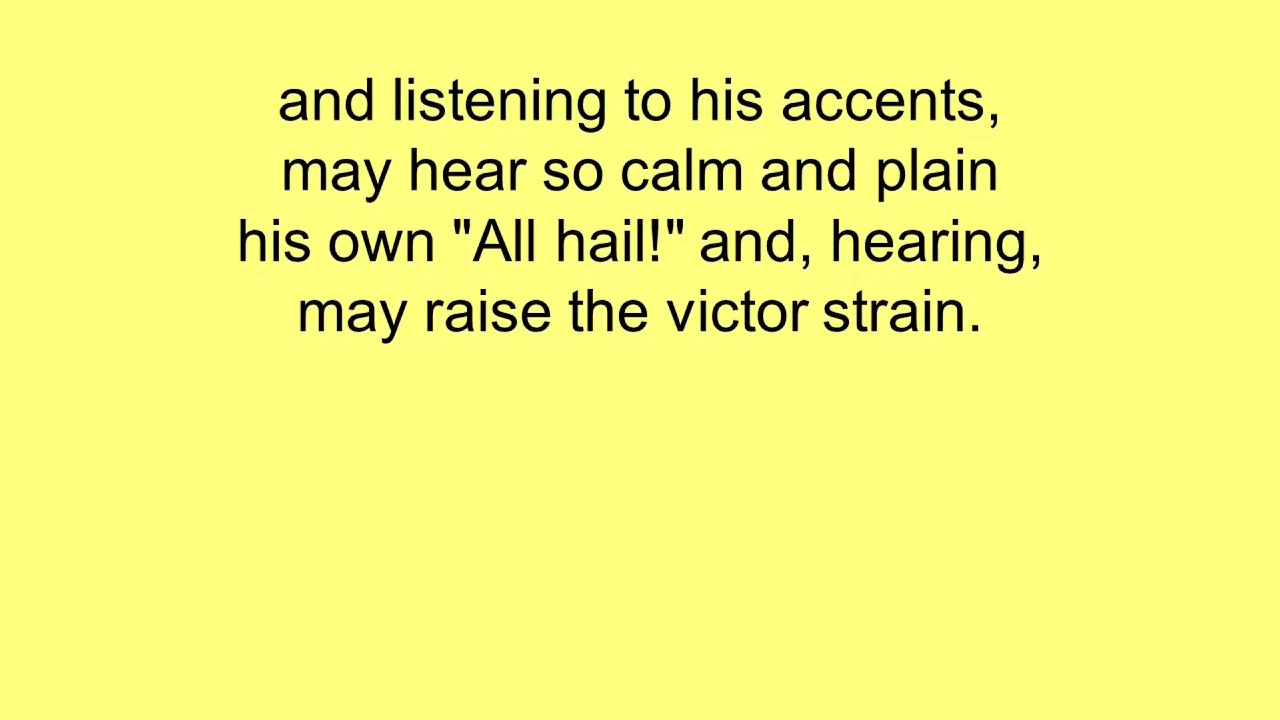 and listening to his accents,
may hear so calm and plain
his own "All hail!" and, hearing,
may raise the victor strain.